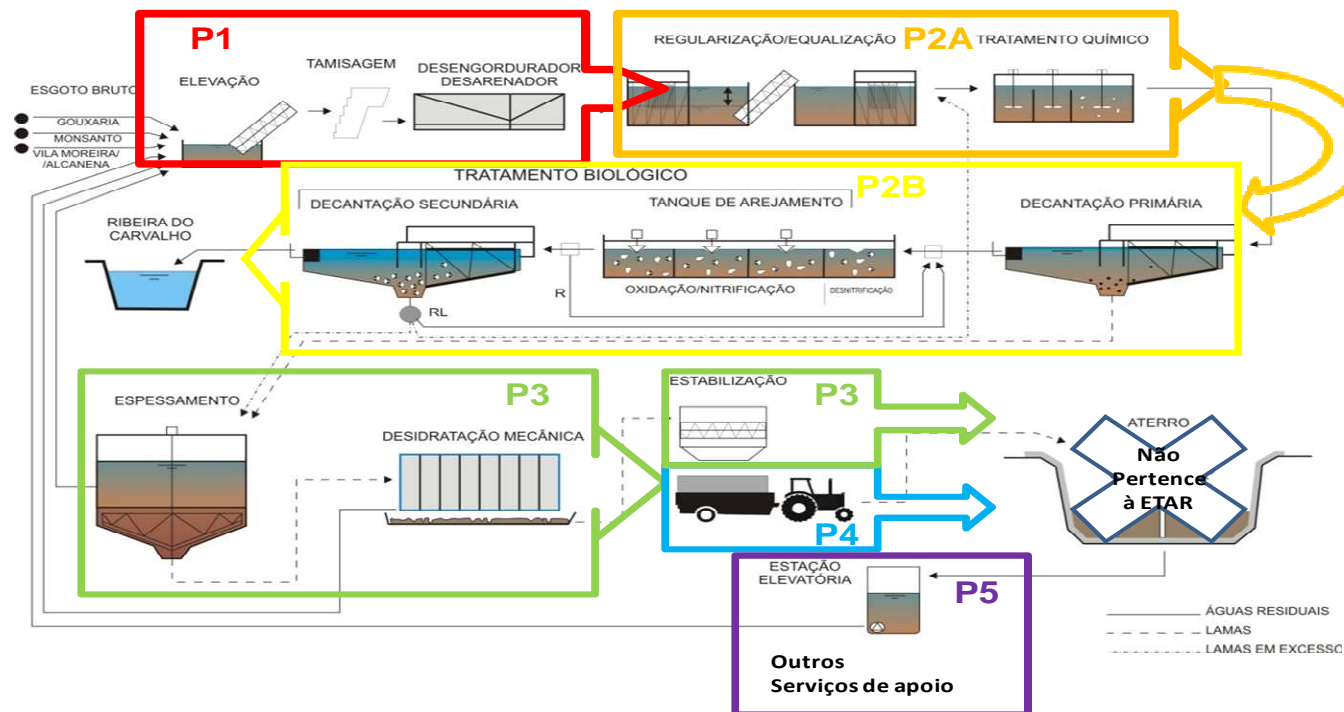 P1
ELEVAÇÃO
TAMISAGEM
DESENGORDURADOR
DESARENADOR
ESGOTO BRUTO
GOUXARIA
MONSANTO
VILA MOREIRA/
/ALCANENA
REGULARIZAÇÃO/EQUALIZAÇÃO
P2A
TRATAMENTO QUÍMICO
TRATAMENTO BIOLÓGICO
P2B
DECANTAÇÃO SECUNDÁRIA
TANQUE DE AREJAMENTO
DECANTAÇÃO PRIMÁRIA
RIBEIRA DO
CARVALHO
OXIDAÇÃO/NITRIFICAÇÃO
DESNITRIFICAÇÃO
R
RL
P3
ESPESSAMENTO
DESIDRATAÇÃO MECÂNICA
ESTABILIZAÇÃO
P3
P4
ATERRO
Não
Pertence
à ETAR
ESTAÇÃO
ELEVATÓRIA
P5
Outros
Serviços de apoio
ÁGUAS RESIDUAIS
LAMAS
LAMAS EM EXCESSO